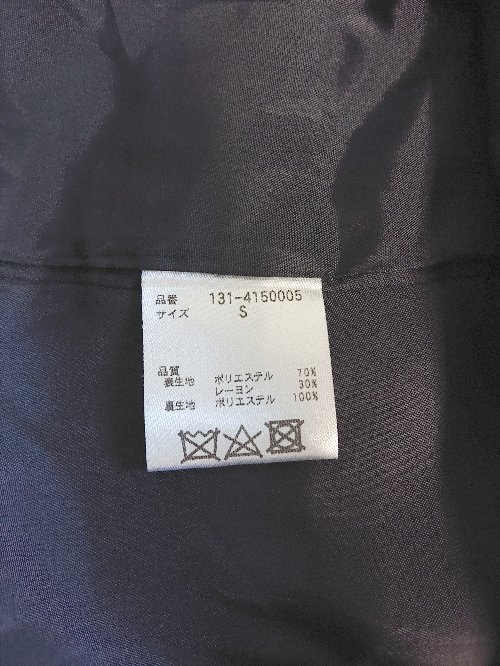 品番 131-4150005
サイズ S
品質
表生地 ポリエステル 70%
レーヨン 30%
裏生地 ポリエステル 100%